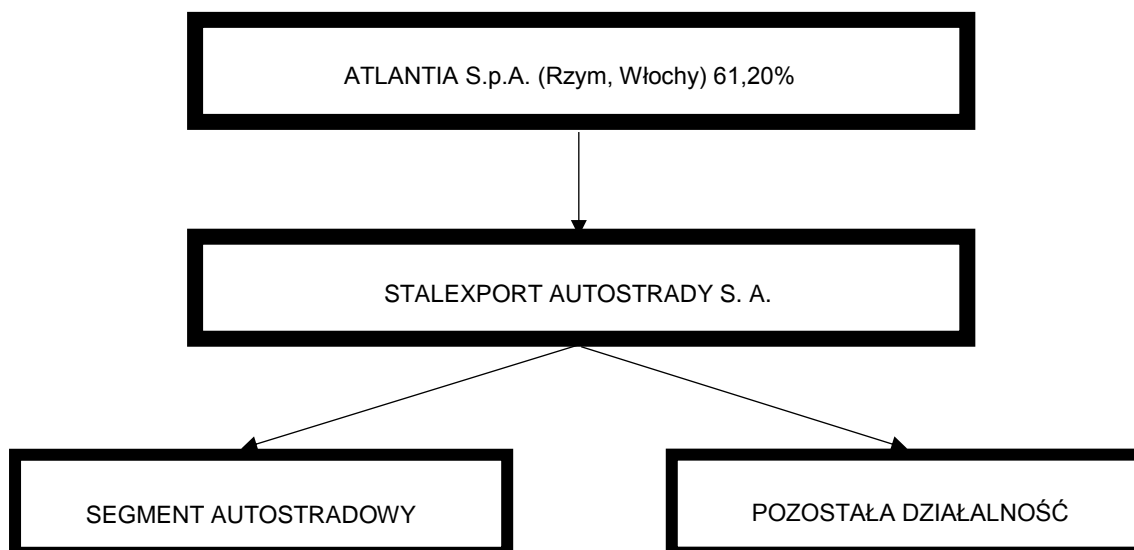 ATLANTIA S.p.A. (Rzym, Włochy) 61,20%
STALEXPORT AUTOSTRADY S. A.
SEGMENT AUTOSTRADOWY
POZOSTAŁA DZIAŁALNOŚĆ